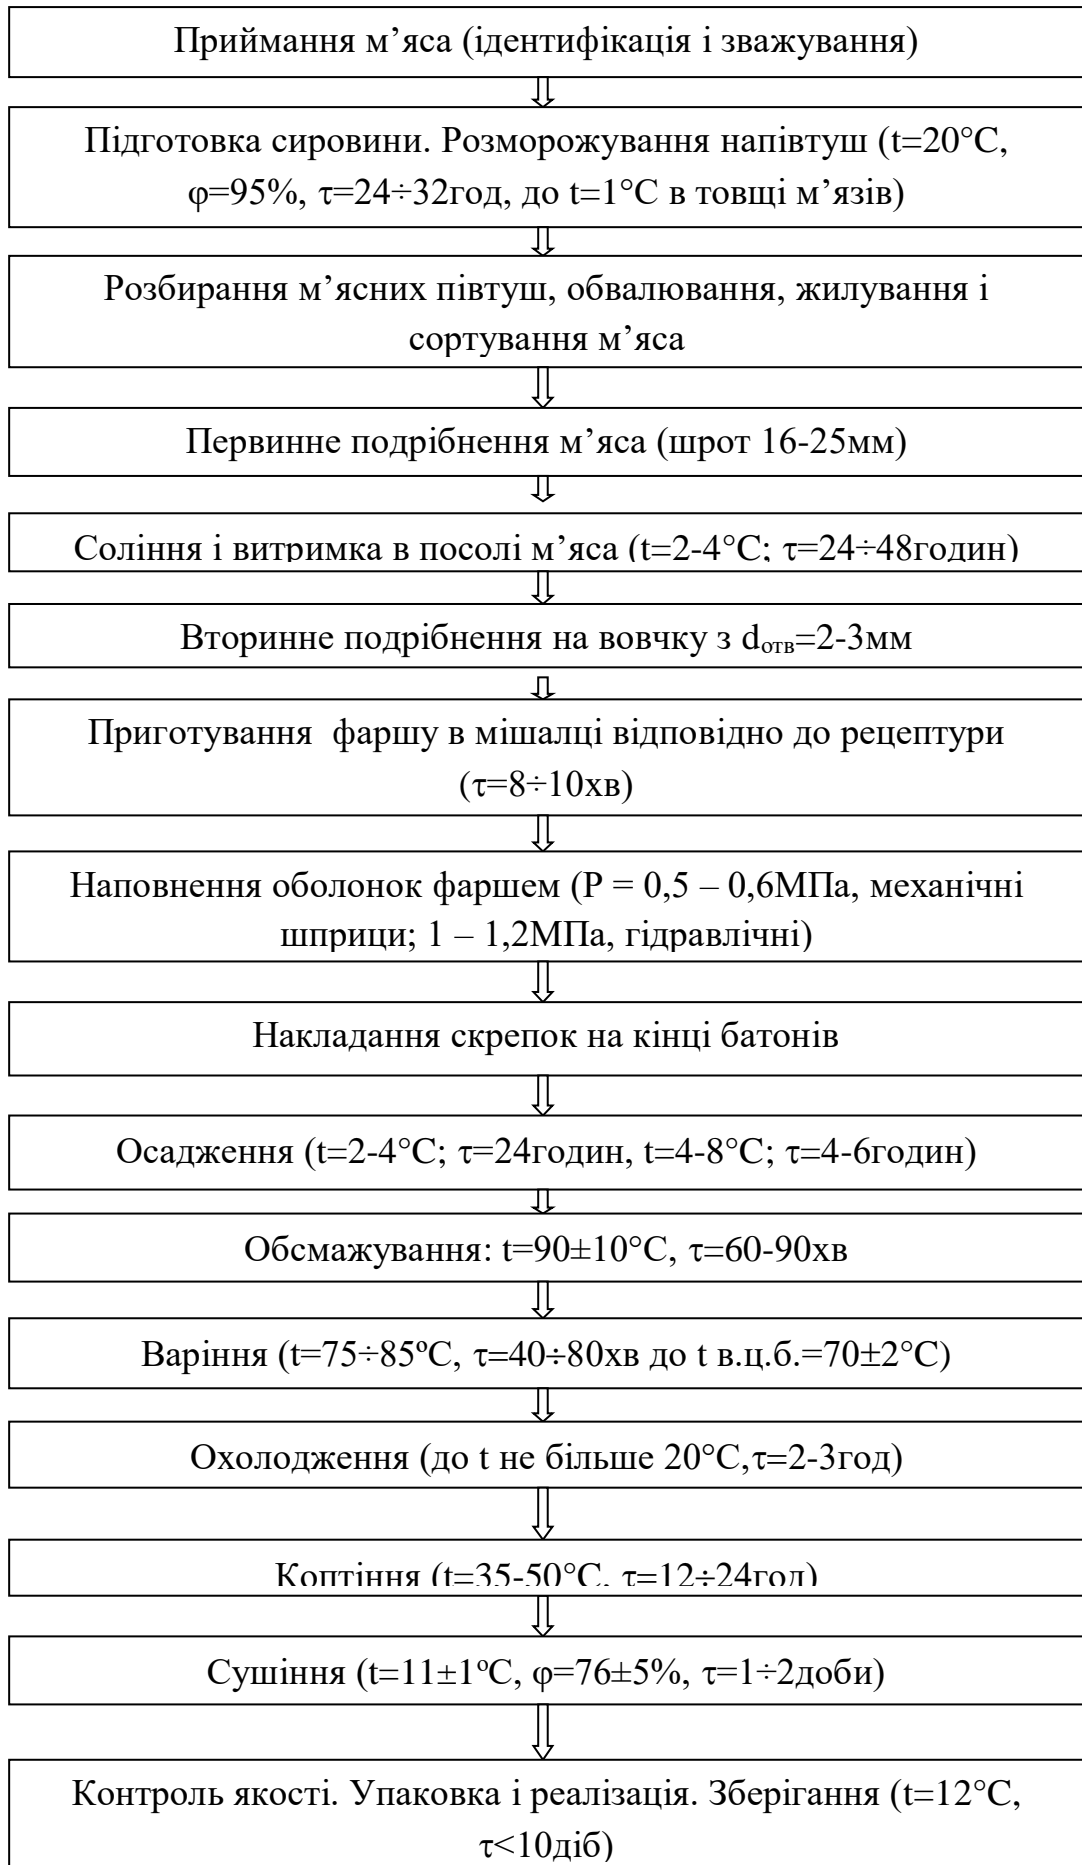 Приймання м’яса (ідентифікація і зважування)
Підготовка сировини. Розморожування напівтуш (t=20°C,
φ=95%, τ=24÷32год, до t=1°C в товщі м’язів)
Розбирання м’ясних півтуш, обвалювання, жилування і
сортування м’яса
Первинне подрібнення м’яса (шрот 16-25мм)
Соління і витримка в посолі м’яса (t=2-4°C; τ=24÷48годин)
Вторинне подрібнення на вовчку з dотв=2-3мм
Приготування фаршу в мішалці відповідно до рецептури
(τ=8÷10хв)
Наповнення оболонок фаршем (Р = 0,5 – 0,6МПа, механічні
шприци; 1 – 1,2МПа, гідравлічні)
Накладання скрепок на кінці батонів
Осадження (t=2-4°C; τ=24годин, t=4-8°C; τ=4-6годин)
Обсмажування: t=90±10°C, τ=60-90хв
Варіння (t=75÷85ºC, τ=40÷80хв до t в.ц.б.=70±2°C)
Охолодження (до t не більше 20°C,τ=2-3год)
Коптіння (t=35-50°C, τ=12÷24год)
Сушіння (t=11±1ºC, φ=76±5%, τ=1÷2доби)
Контроль якості. Упаковка і реалізація. Зберігання (t=12°C,
τ<10діб)